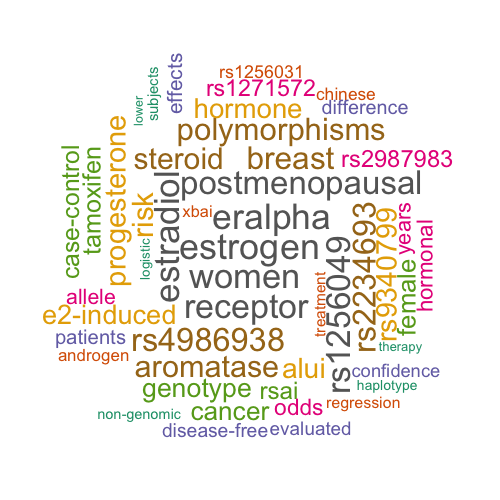 rs1256031
effects
subjects
lower
rs1271572
chinese
hormone
difference
polymorphisms
case-control
tamoxifen
progesterone
steroid
breast
rs2987983
risk
estradiol
postmenopausal
xbai
eralpha
rs1256049
rs2234693
rs9340799
years
hormonal
female
logistic
estrogen
women
allele
receptor
treatment
e2-induced
patients
rs4986938
therapy
androgen
aromatase
alui
confidence
genotype
rsai
haplotype
regression
non-genomic
cancer
odds
disease-free
evaluated